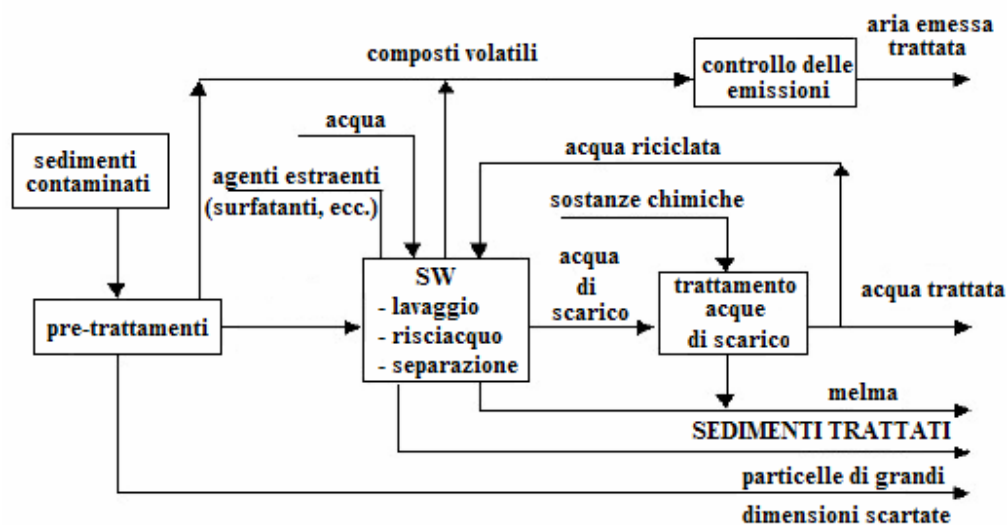 aria emessa
trattata
composti volatili
controllo delle
emissioni
acqua
acqua riciclata
sedimenti
contaminati
agenti estraenti
(surfatanti, ecc.)
sostanze chimiche
SW
- lavaggio
- risciacquo
- separazione
acqua
di
scarico
trattamento
acque
di scarico
acqua trattata
pre-trattamenti
melma
SEDIMENTI TRATTATI
particelle di grandi
dimensioni scartate